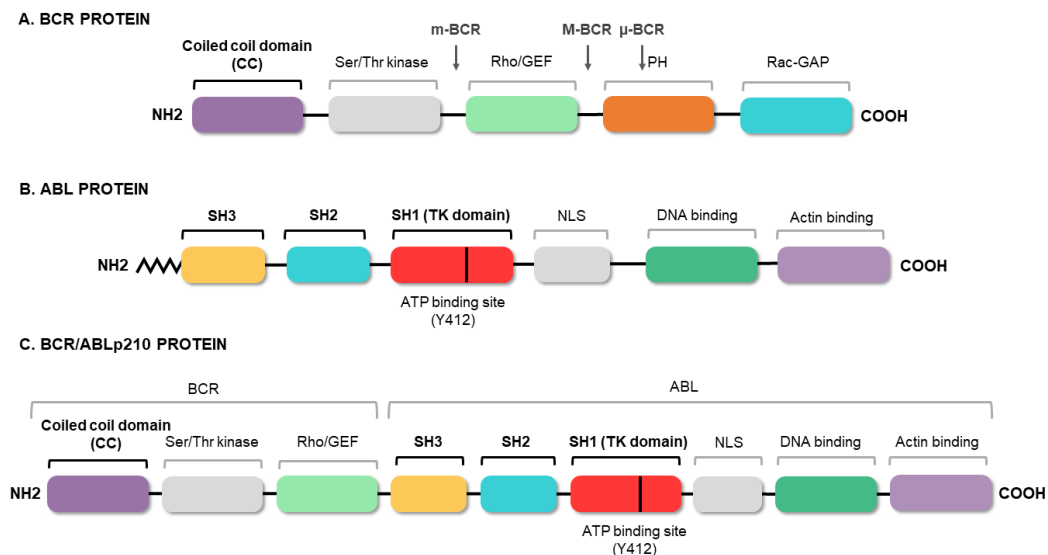 A. BCR PROTEIN
m-BCR
M-BCR
µ-BCR
Coiled coil domain
(CC)
Ser/Thr kinase
Rho/GEF
PH
Rac-GAP
NH2
COOH
B. ABL PROTEIN
SH3
SH2
SH1 (TK domain)
NLS
DNA binding
Actin binding
NH2
COOH
ATP binding site
(Y412)
C. BCR/ABLp210 PROTEIN
BCR
ABL
Coiled coil domain
(CC)
Ser/Thr kinase
Rho/GEF
SH3
SH2
SH1 (TK domain)
NLS
DNA binding
Actin binding
NH2
COOH
ATP binding site
(Y412)